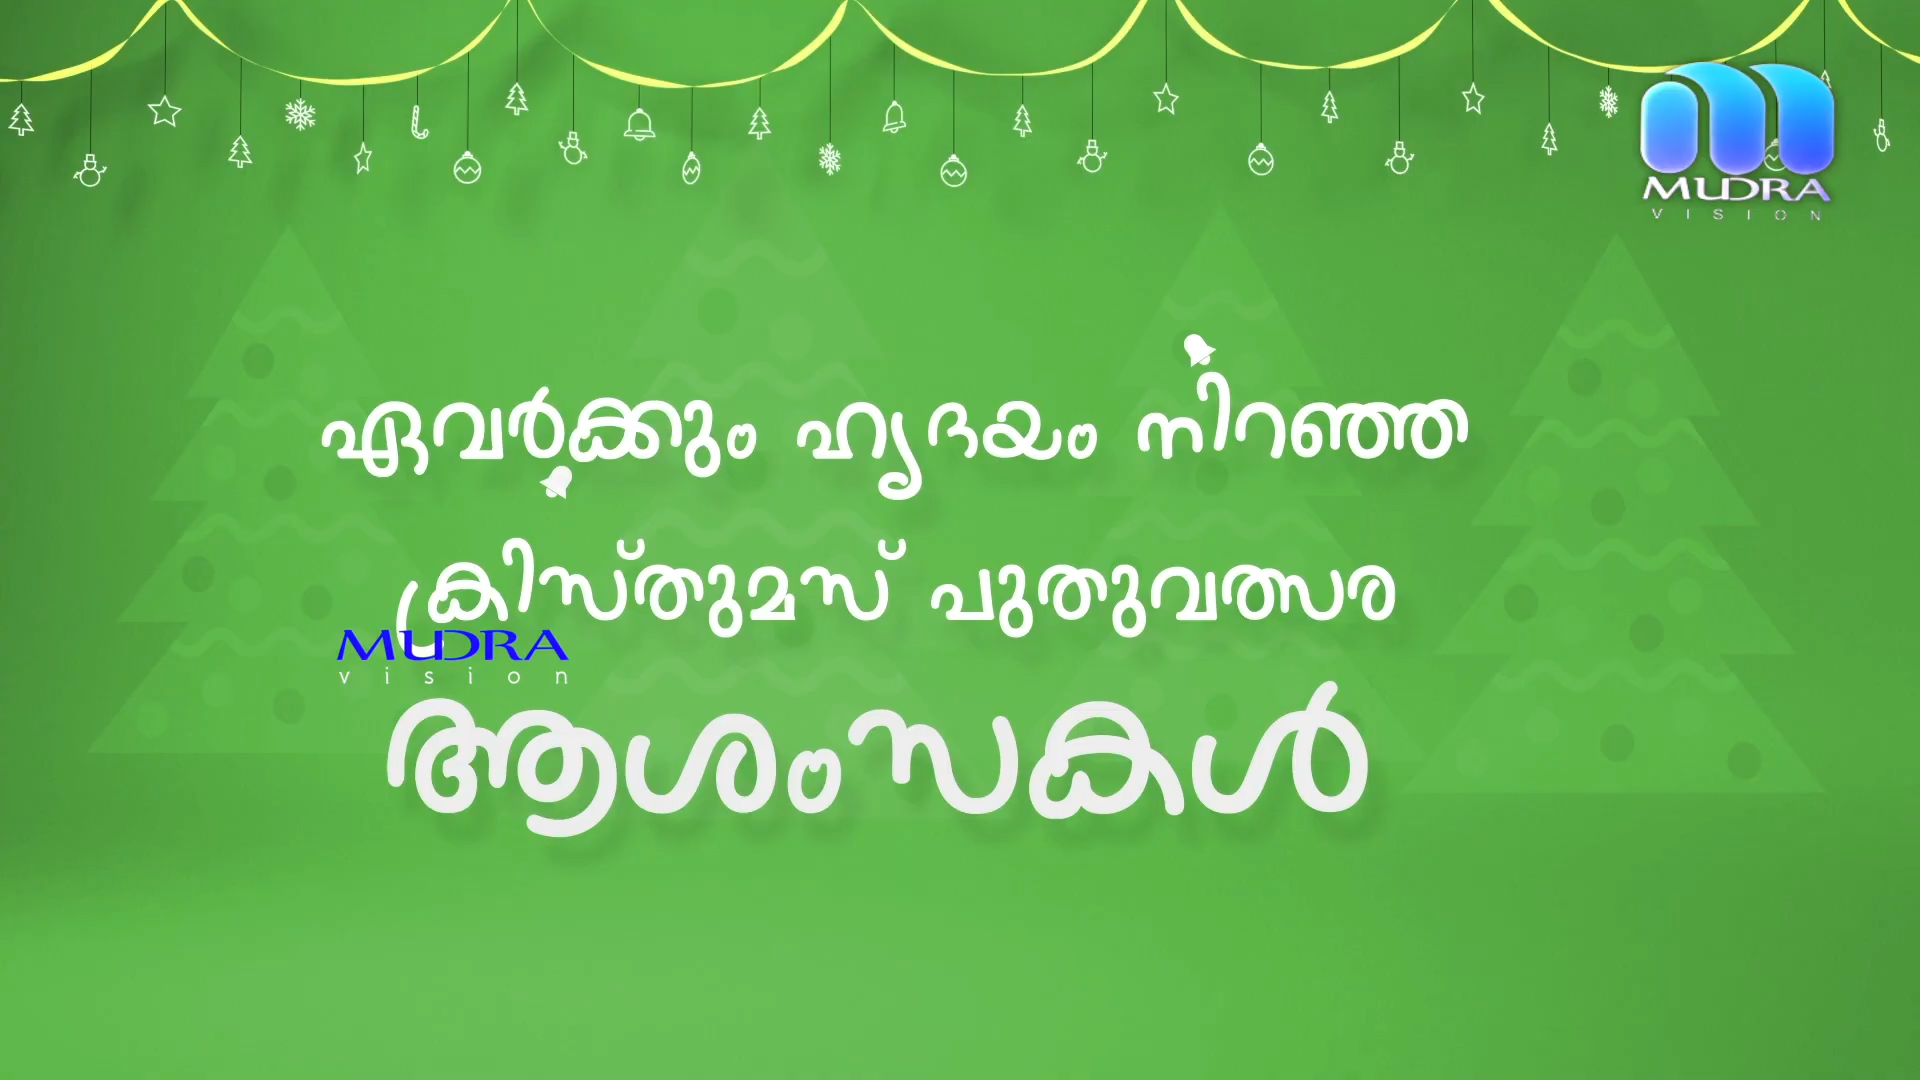 MUDRA
VISION
ഏവർക്കും ഹൃദയം നിറഞ്ഞ
ക്രിസ്തുമസ് പുതുവത്സര
MUDRA
vision
ആശംസകൾ